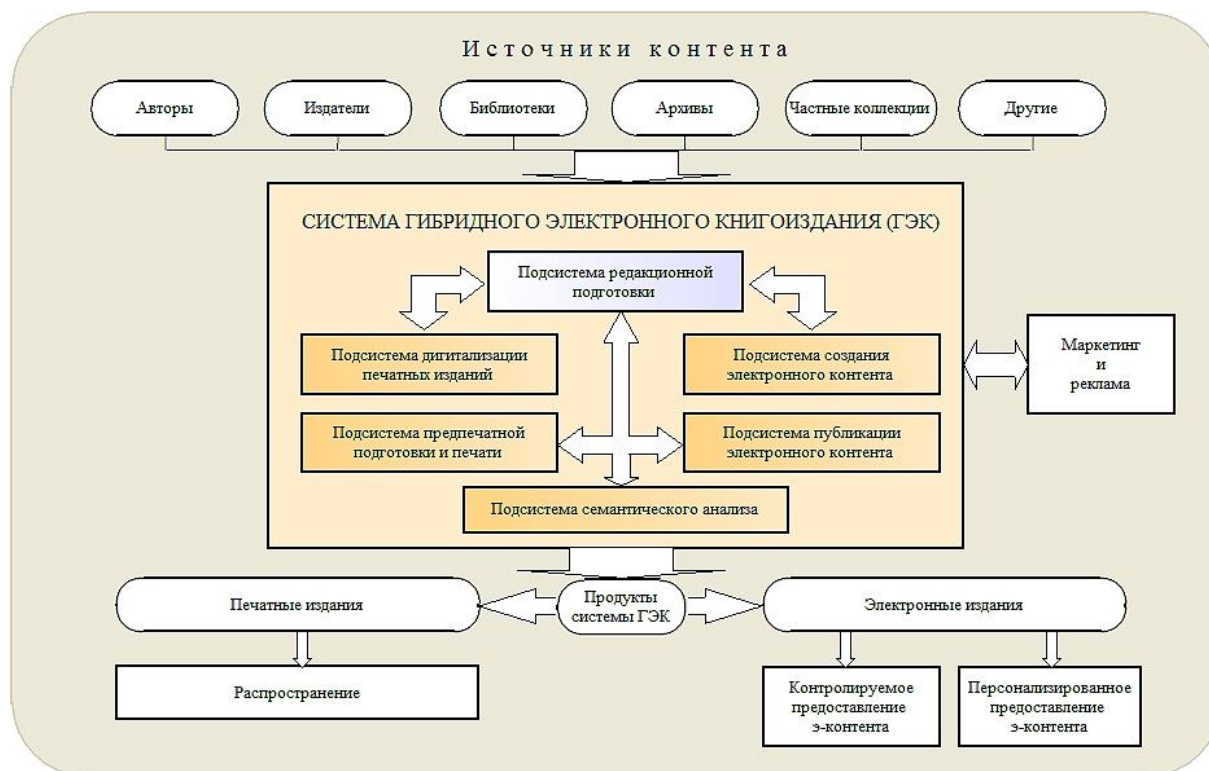 Источники контента
Авторы
Издатели
Библиотеки
Архивы
Частные коллекции
Другие
СИСТЕМА ГИБРИДНОГО ЭЛЕКТРОННОГО КНИГОИЗДАНИЯ (ГЭК)
Подсистема редакционной
подготовки
Подсистема дигитализации
печатных изданий
Подсистема создания
электронного контента
Маркетинг
и
реклама
Подсистема предпечатной
подготовки и печати
Подсистема публикации
электронного контента
Подсистема семантического анализа
Печатные издания
Продукты
системы ГЭК
Электронные издания
Распространение
Контролируемое
предоставление
э-контента
Персонализированное
предоставление
э-контента